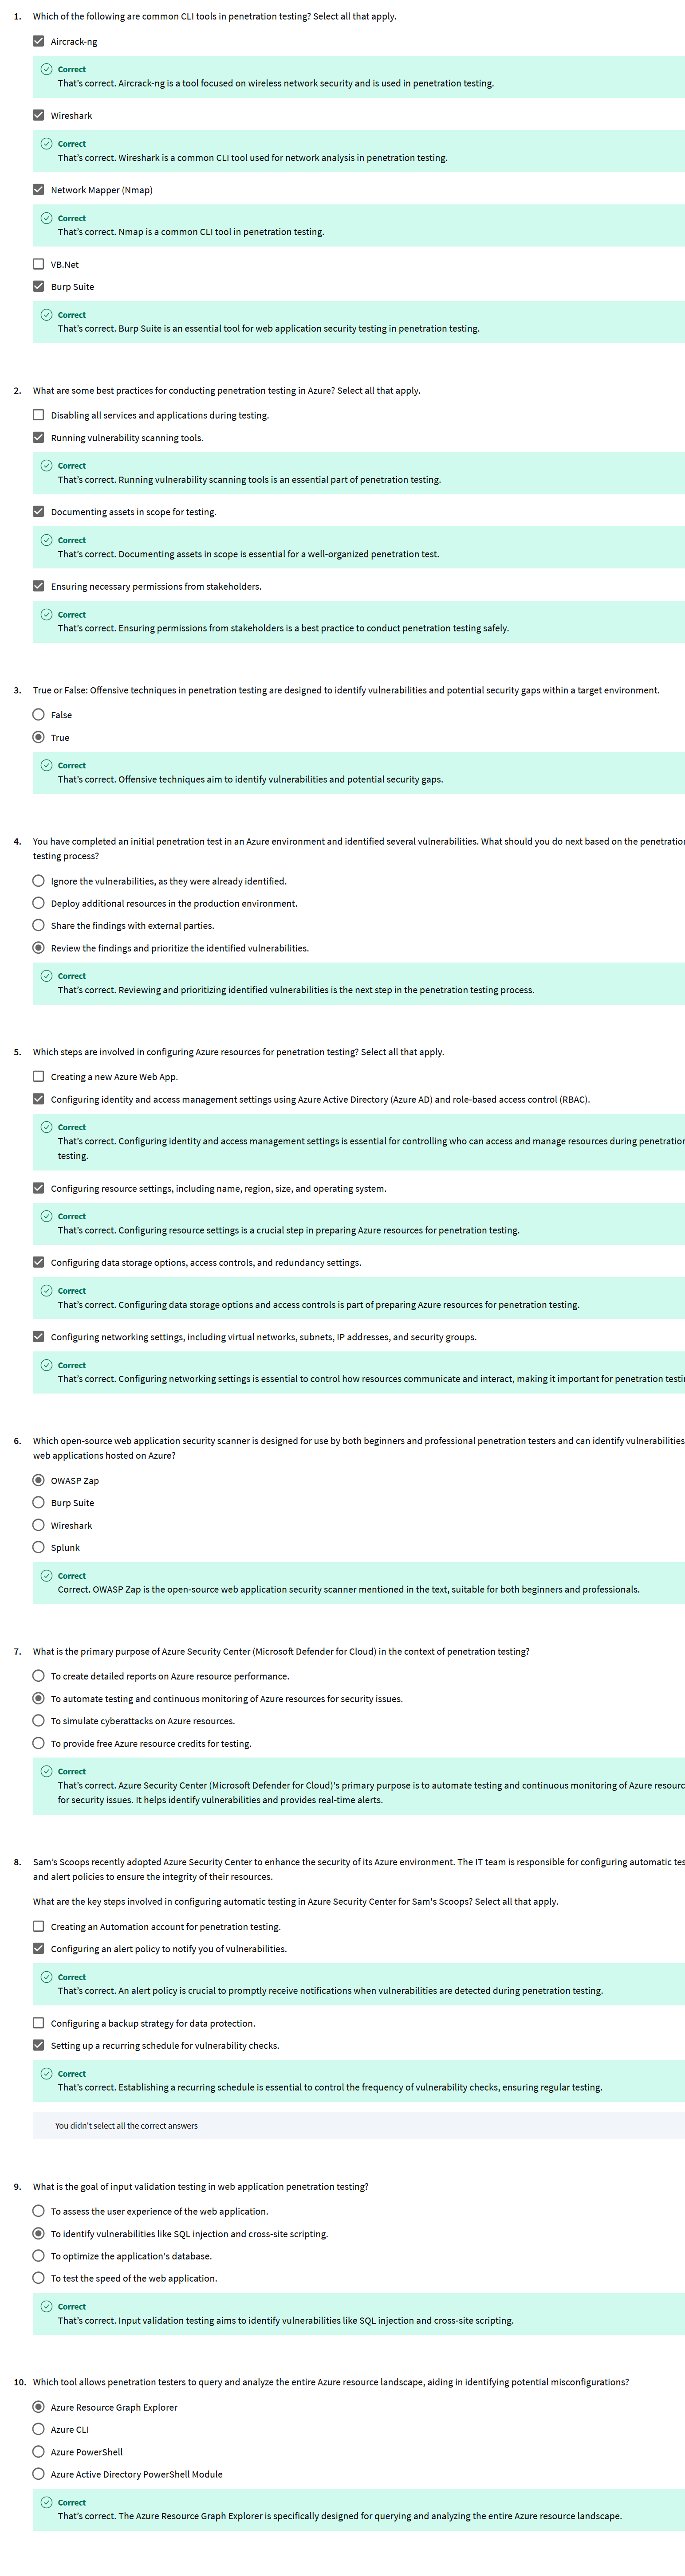 1. Which of the following are common CLI tools in penetration testing? Select all that apply.
Aircrack-ng
Correct
That's correct. Aircrack-ng is a tool focused on wireless network security and is used in penetration testing.
Wireshark
Correct
That's correct. Wireshark is a common CLI tool used for network analysis in penetration testing.
Network Mapper (Nmap)
Correct
That's correct. Nmap is a common CLI tool in penetration testing.
VB.Net
Burp Suite
Correct
That's correct. Burp Suite is an essential tool for web application security testing in penetration testing.
2. What are some best practices for conducting penetration testing in Azure? Select all that apply.
Disabling all services and applications during testing.
Running vulnerability scanning tools.
Correct
That's correct. Running vulnerability scanning tools is an essential part of penetration testing.
Documenting assets in scope for testing.
Correct
That's correct. Documenting assets in scope is essential for a well-organized penetration test.
Ensuring necessary permissions from stakeholders.
Correct
That's correct. Ensuring permissions from stakeholders is a best practice to conduct penetration testing safely.
3. True or False: Offensive techniques in penetration testing are designed to identify vulnerabilities and potential security gaps within a target environment.
False
True
Correct
That's correct. Offensive techniques aim to identify vulnerabilities and potential security gaps.
4. You have completed an initial penetration test in an Azure environment and identified several vulnerabilities. What should you do next based on the penetration
testing process?
Ignore the vulnerabilities, as they were already identified.
Deploy additional resources in the production environment.
Share the findings with external parties.
Review the findings and prioritize the identified vulnerabilities.
Correct
That's correct. Reviewing and prioritizing identified vulnerabilities is the next step in the penetration testing process.
5. Which steps are involved in configuring Azure resources for penetration testing? Select all that apply.
Creating a new Azure Web App.
Configuring identity and access management settings using Azure Active Directory (Azure AD) and role-based access control (RBAC).
Correct
That's correct. Configuring identity and access management settings is essential for controlling who can access and manage resources during penetration
testing.
Configuring resource settings, including name, region, size, and operating system.
Correct
That's correct. Configuring resource settings is a crucial step in preparing Azure resources for penetration testing.
Configuring data storage options, access controls, and redundancy settings.
Correct
That's correct. Configuring data storage options and access controls is part of preparing Azure resources for penetration testing.
Configuring networking settings, including virtual networks, subnets, IP addresses, and security groups.
Correct
That's correct. Configuring networking settings is essential to control how resources communicate and interact, making it important for penetration testi
6. Which open-source web application security scanner is designed for use by both beginners and professional penetration testers and can identify vulnerabilities
web applications hosted on Azure?
OWASP Zap
Burp Suite
Wireshark
Splunk
Correct
Correct. OWASP Zap is the open-source web application security scanner mentioned in the text, suitable for both beginners and professionals.
7. What is the primary purpose of Azure Security Center (Microsoft Defender for Cloud) in the context of penetration testing?
To create detailed reports on Azure resource performance.
To automate testing and continuous monitoring of Azure resources for security issues.
To simulate cyberattacks on Azure resources.
To provide free Azure resource credits for testing.
Correct
That's correct. Azure Security Center (Microsoft Defender for Cloud)'s primary purpose is to automate testing and continuous monitoring of Azure resourc
for security issues. It helps identify vulnerabilities and provides real-time alerts.
8. Sam's Scoops recently adopted Azure Security Center to enhance the security of its Azure environment. The IT team is responsible for configuring automatic tes
and alert policies to ensure the integrity of their resources.
What are the key steps involved in configuring automatic testing in Azure Security Center for Sam's Scoops? Select all that apply.
Creating an Automation account for penetration testing.
Configuring an alert policy to notify you of vulnerabilities.
Correct
That's correct. An alert policy is crucial to promptly receive notifications when vulnerabilities are detected during penetration testing.
Configuring a backup strategy for data protection.
Setting up a recurring schedule for vulnerability checks.
Correct
That's correct. Establishing a recurring schedule is essential to control the frequency of vulnerability checks, ensuring regular testing.
You didn't select all the correct answers
9. What is the goal of input validation testing in web application penetration testing?
To assess the user experience of the web application.
To identify vulnerabilities like SQL injection and cross-site scripting.
To optimize the application's database.
To test the speed of the web application.
Correct
That's correct. Input validation testing aims to identify vulnerabilities like SQL injection and cross-site scripting.
10. Which tool allows penetration testers to query and analyze the entire Azure resource landscape, aiding in identifying potential misconfigurations?
Azure Resource Graph Explorer
Azure CLI
Azure PowerShell
Azure Active Directory PowerShell Module
Correct
That's correct. The Azure Resource Graph Explorer is specifically designed for querying and analyzing the entire Azure resource landscape.